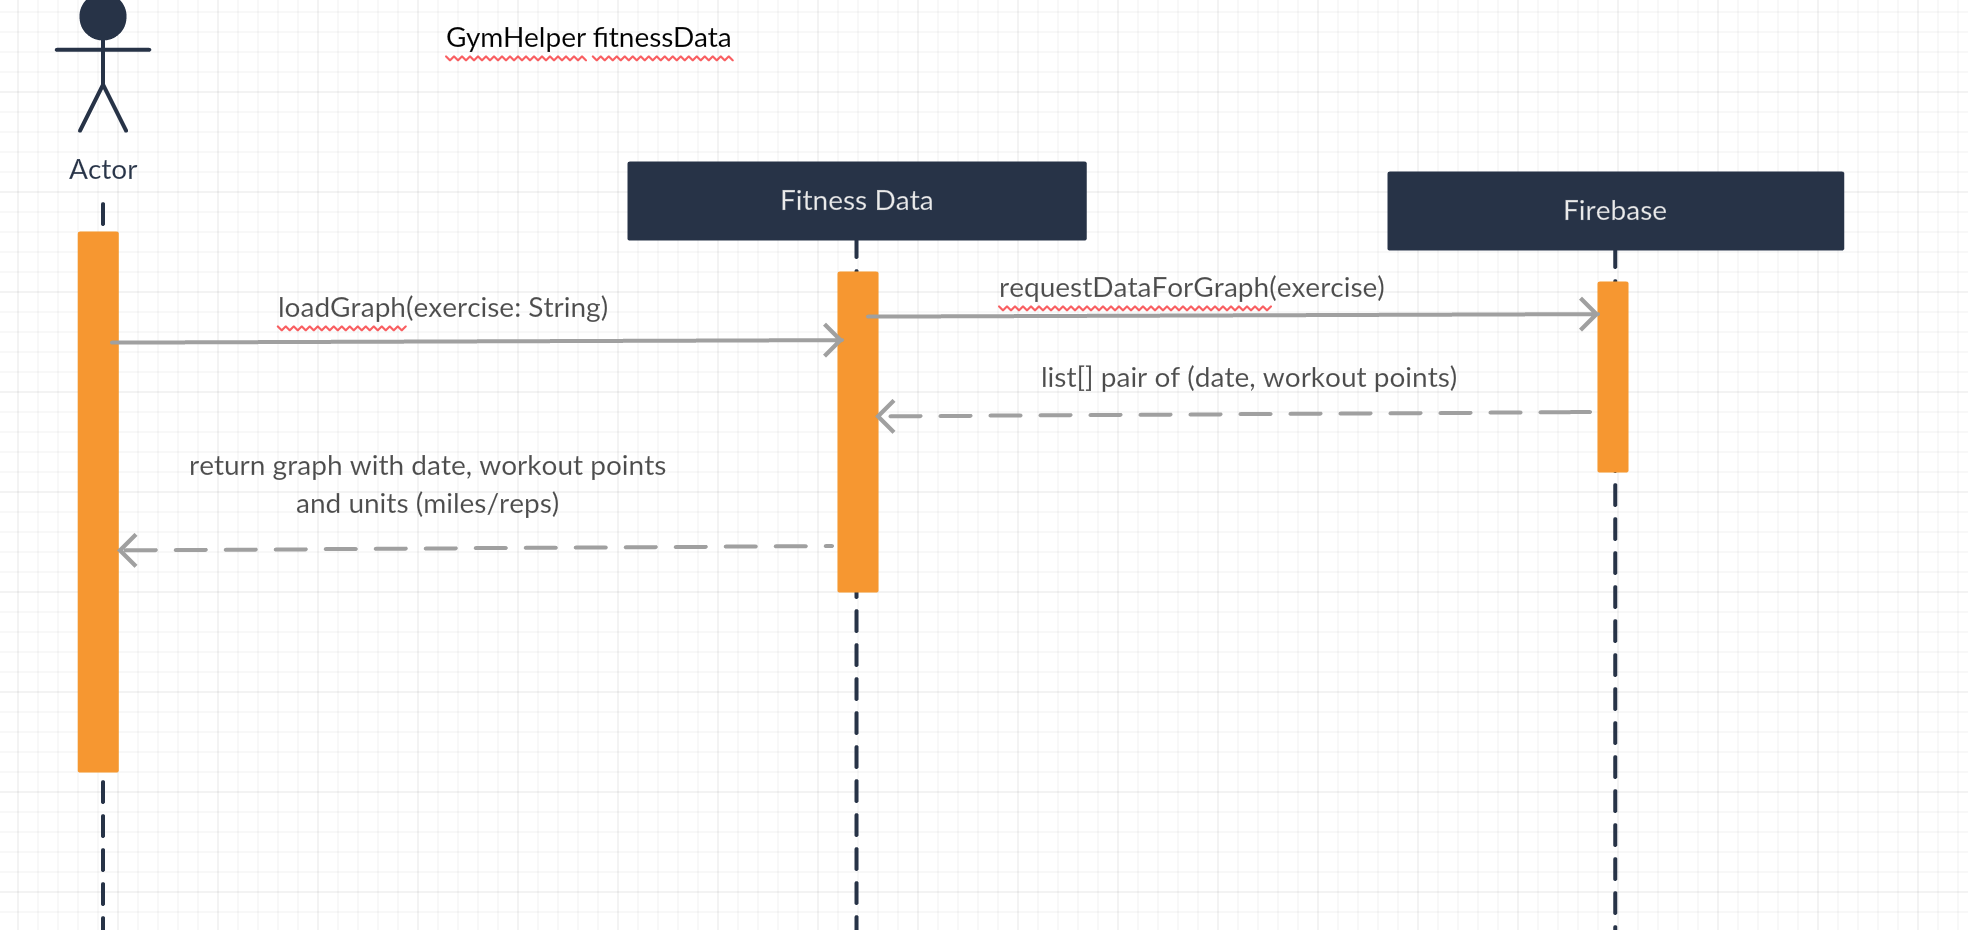 GymHelper fitnessData
Actor
Fitness Data
Firebase
loadGraph(exercise: String)
requestDataForGraph(exercise)
list[] pair of (date, workout points)
return graph with date, workout points
and units (miles/reps)